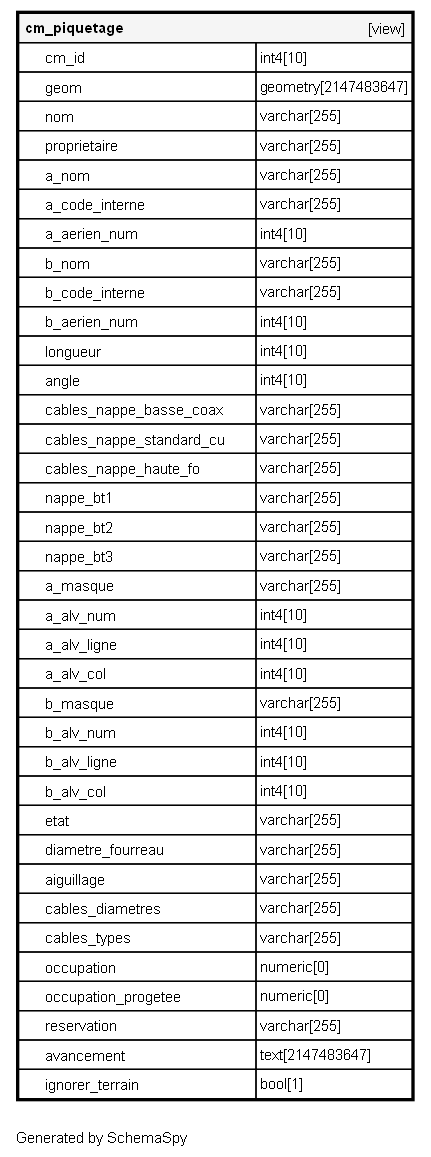 cm_piquetage [view]
cm_id int4[10]
geom geometry[2147483647]
nom varchar[255]
proprietaire varchar[255]
a_nom varchar[255]
a_code_interne varchar[255]
a_aerien_num int4[10]
b_nom varchar[255]
b_code_interne varchar[255]
b_aerien_num int4[10]
longueur int4[10]
angle int4[10]
cables_nappe_basse_coax varchar[255]
cables_nappe_standard_cu varchar[255]
cables_nappe_haute_fo varchar[255]
nappe_bt1 varchar[255]
nappe_bt2 varchar[255]
nappe_bt3 varchar[255]
a_masque varchar[255]
a_alv_num int4[10]
a_alv_ligne int4[10]
a_alv_col int4[10]
b_masque varchar[255]
b_alv_num int4[10]
b_alv_ligne int4[10]
b_alv_col int4[10]
etat varchar[255]
diametre_fourreau varchar[255]
aiguillage varchar[255]
cables_diametres varchar[255]
cables_types varchar[255]
occupation numeric[0]
occupation_progetee numeric[0]
reservation varchar[255]
avancement text[2147483647]
ignorer_terrain bool[1]
Generated by SchemaSpy